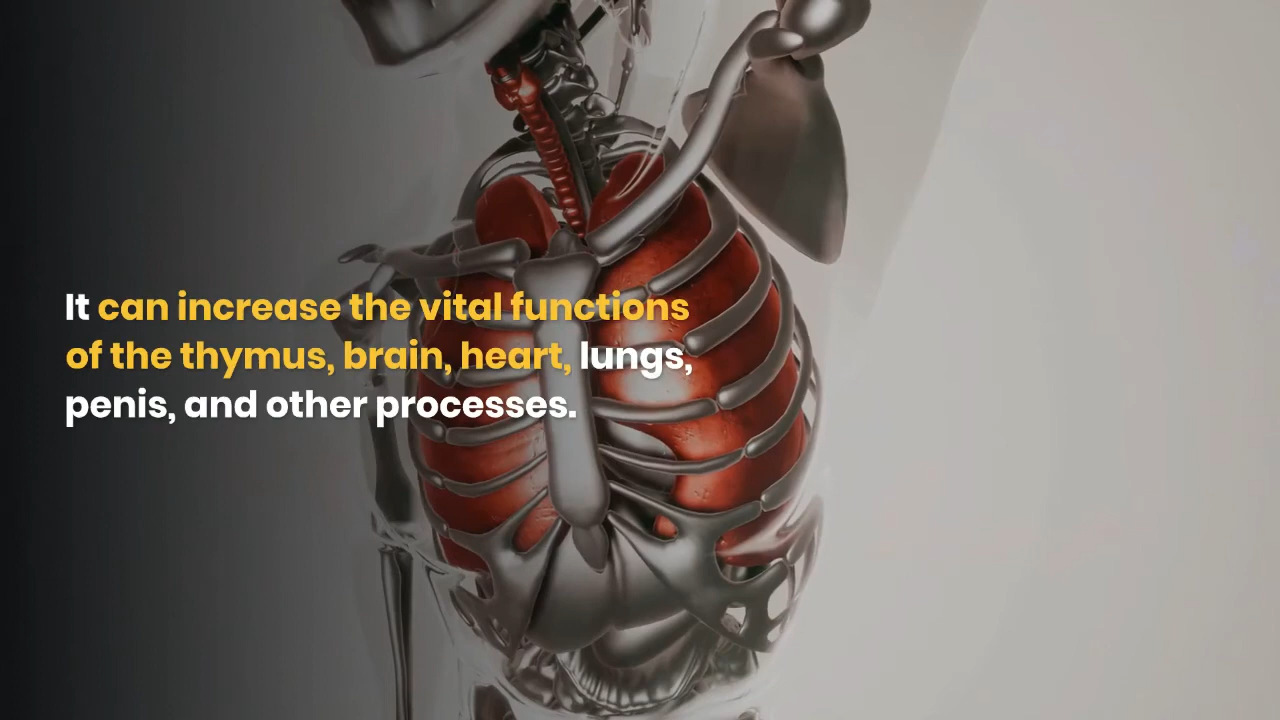 It can increase the vital functions
of the thymus, brain, heart, lungs,
penis, and other processes.